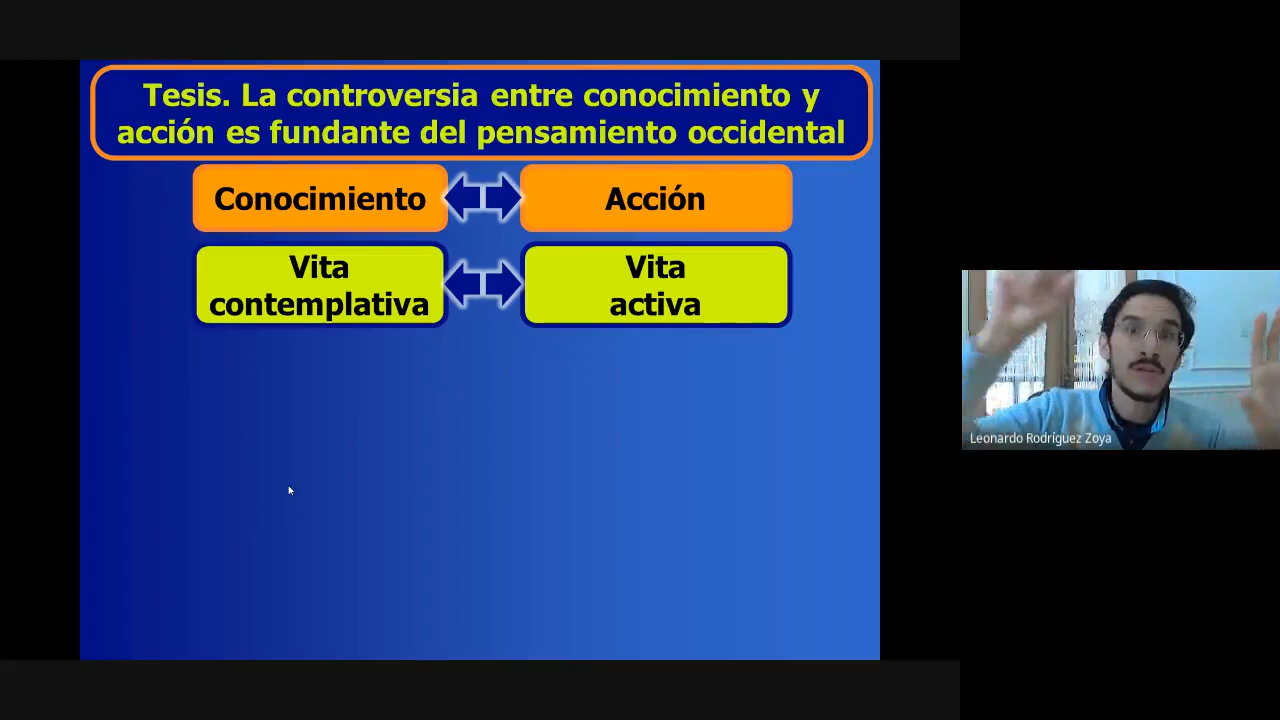 Tesis. La controversia entre conocimiento y
acción es fundante del pensamiento occidental
Conocimiento
Acción
Vita
contemplativa
Vita
activa
Leonardo Rodríguez Zoya